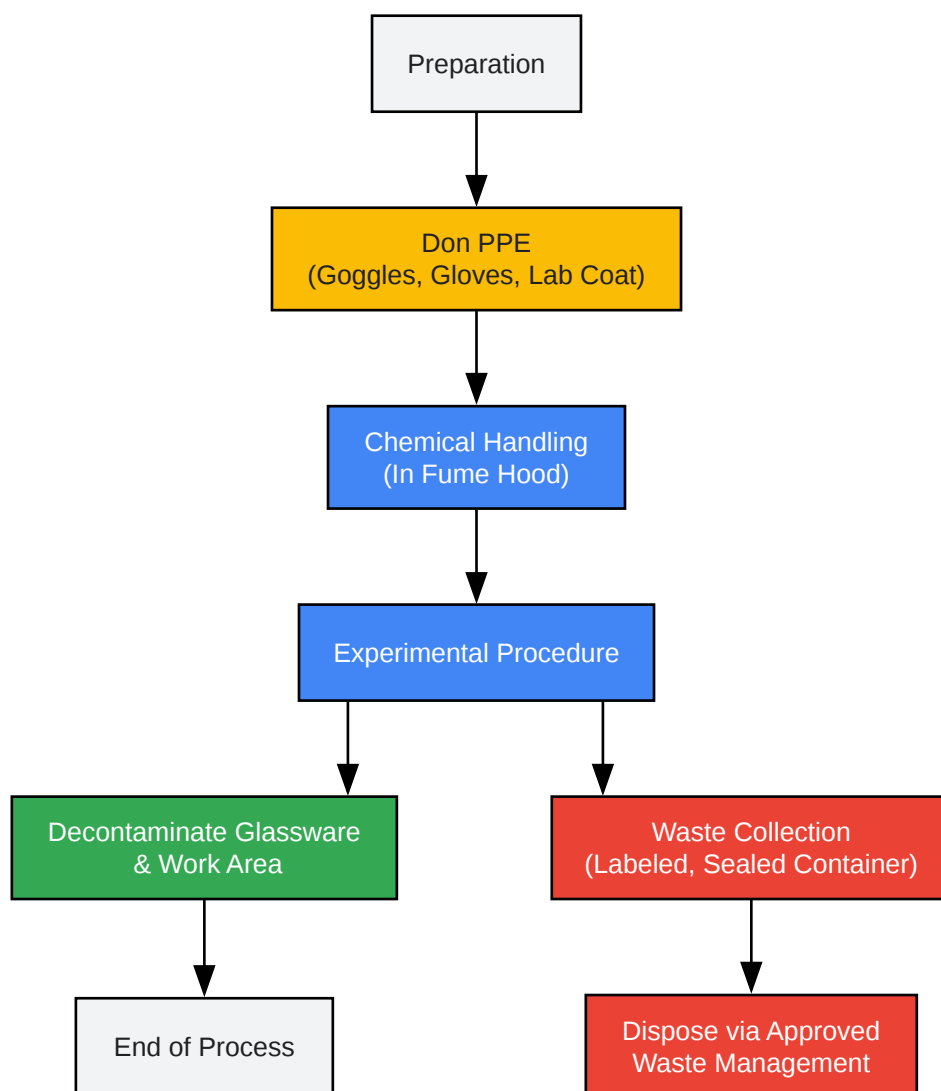 Preparation
Don PPE
(Goggles, Gloves, Lab Coat)
Chemical Handling
(In Fume Hood)
Experimental Procedure
Decontaminate Glassware
& Work Area
Waste Collection
(Labeled, Sealed Container)
End of Process
Dispose via Approved
Waste Management